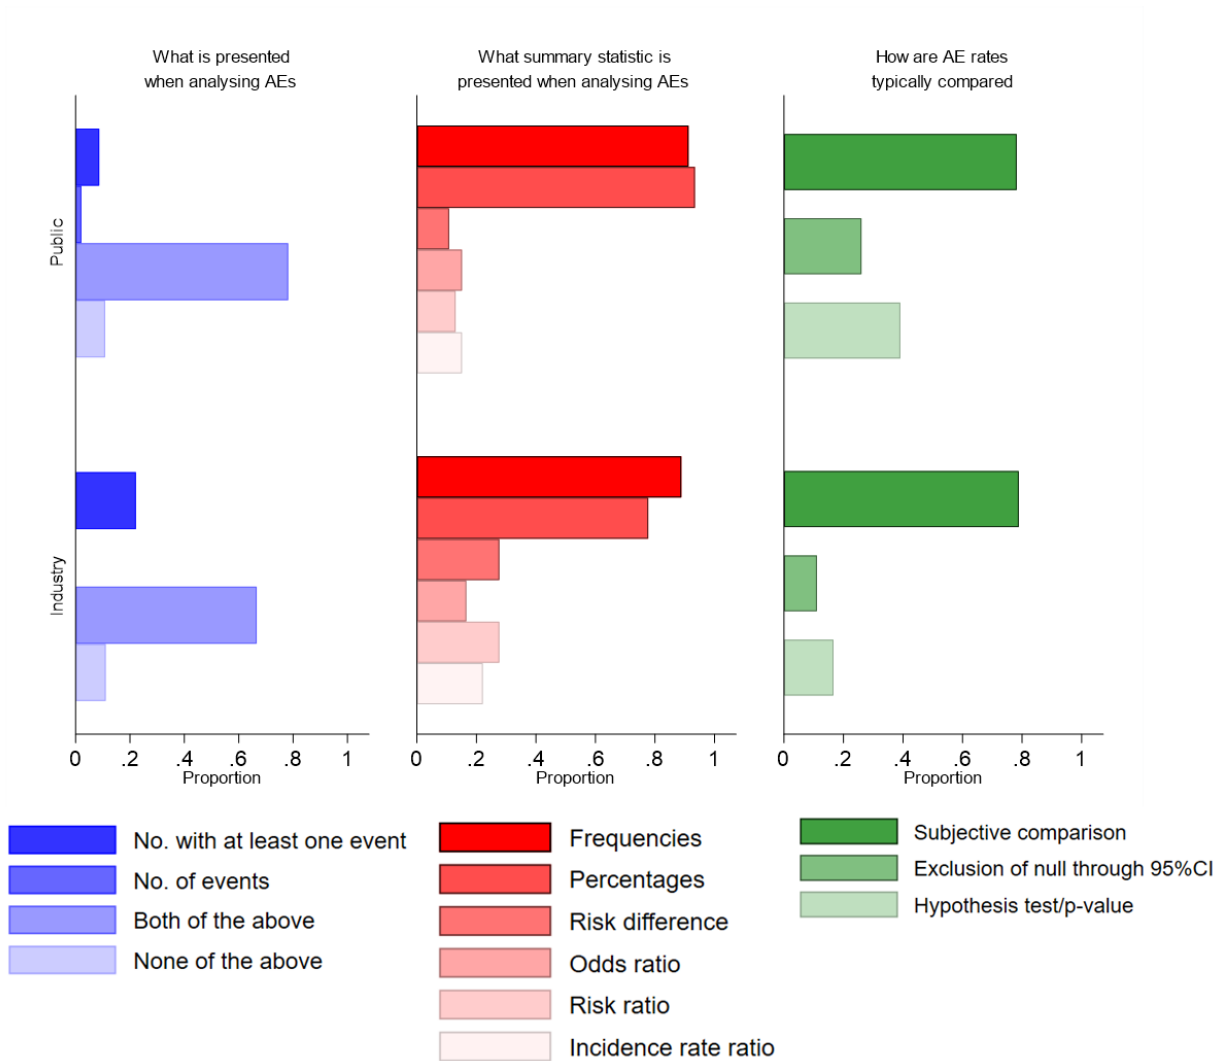 What is presented
when analysing AEs
What summary statistic is
presented when analysing AEs
How are AE rates
typically compared
Public
Industry
0 .2 .4 .6 .8 1
Proportion
0 .2 .4 .6 .8 1
Proportion
0 .2 .4 .6 .8 1
Proportion
No. with at least one event
No. of events
Both of the above
None of the above
Frequencies
Percentages
Risk difference
Odds ratio
Risk ratio
Incidence rate ratio
Subjective comparison
Exclusion of null through 95%CI
Hypothesis test/p-value